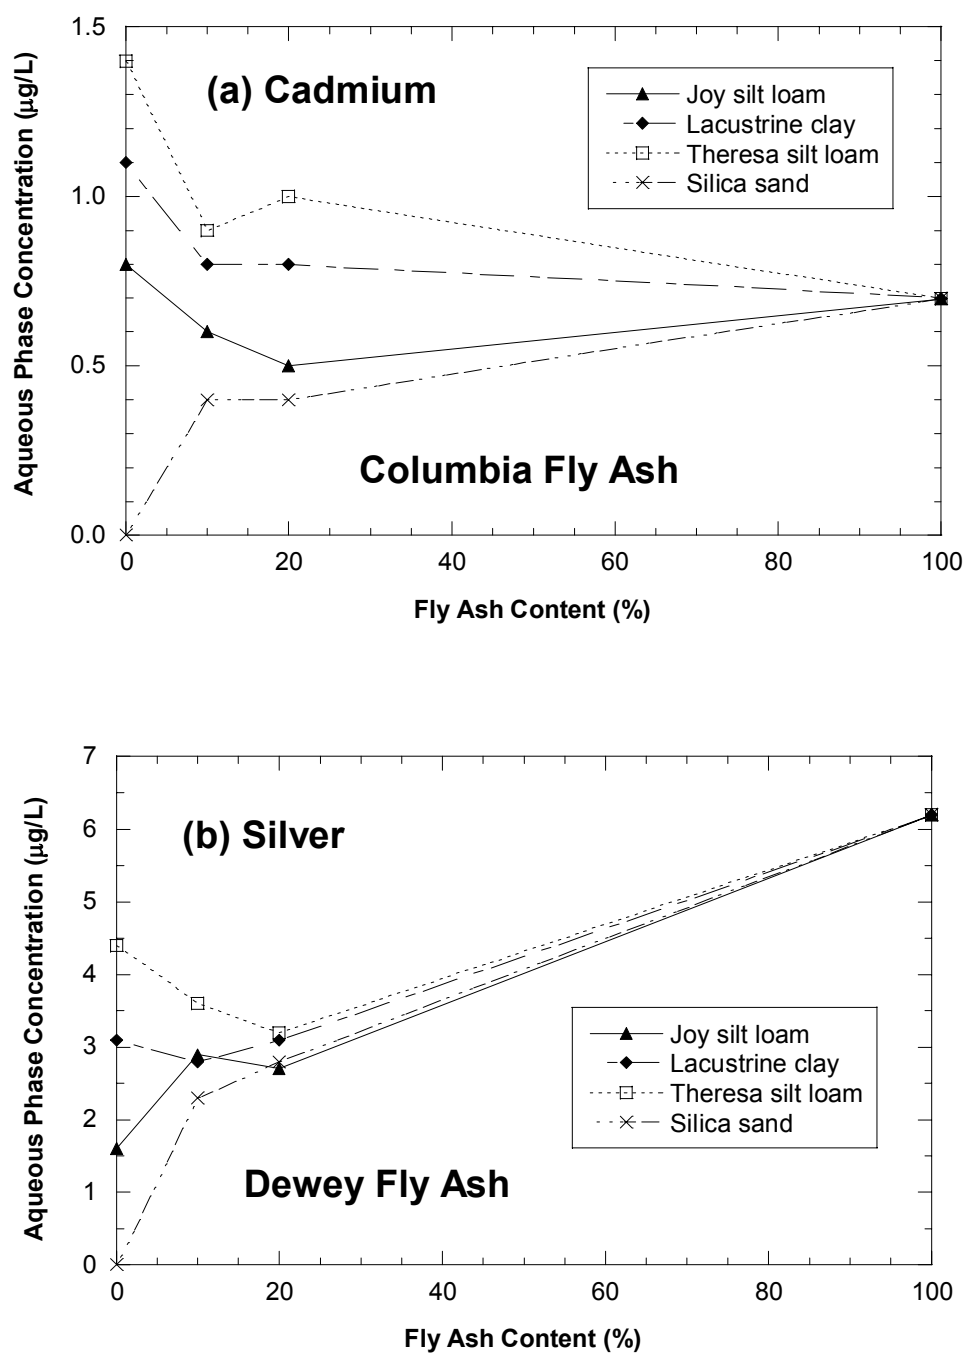 1.5
(a) Cadmium
Joy silt loam
Lacustrine clay
Theresa silt loam
Silica sand
1.0
0.5
0.0
Aqueous Phase Concentration (μg/L)
Columbia Fly Ash
0 20 40 60 80 100
Fly Ash Content (%)
7
6
5
4
3
2
1
0
Aqueous Phase Concentration (μg/L)
(b) Silver
Joy silt loam
Lacustrine clay
Theresa silt loam
Silica sand
Dewey Fly Ash
0 20 40 60 80 100
Fly Ash Content (%)